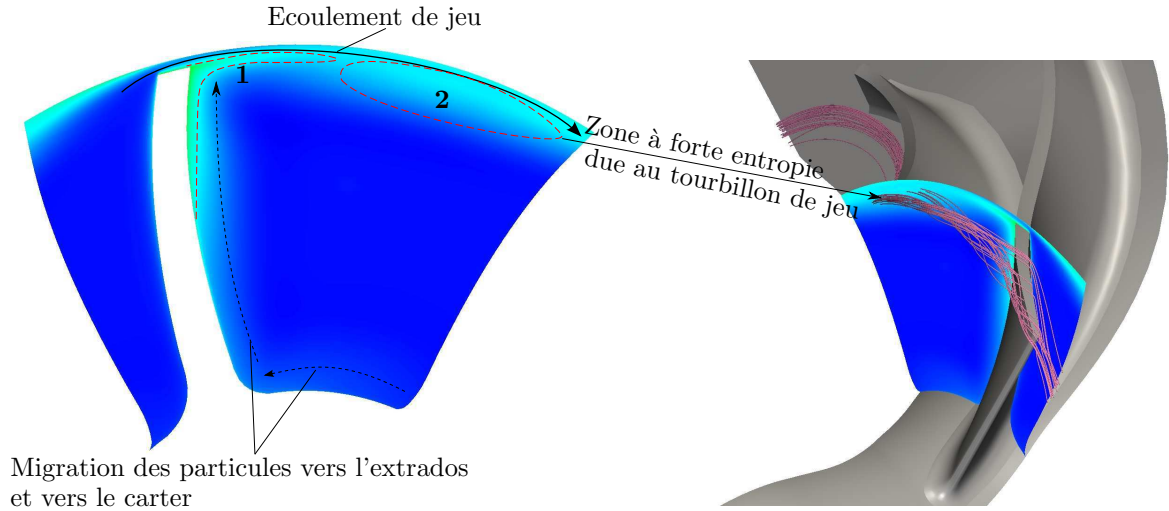 Ecoulement de jeu
1
2
Zone à forte entropie
due au tourbillon de jeu
Migration des particules vers l'extrados
et vers le carter